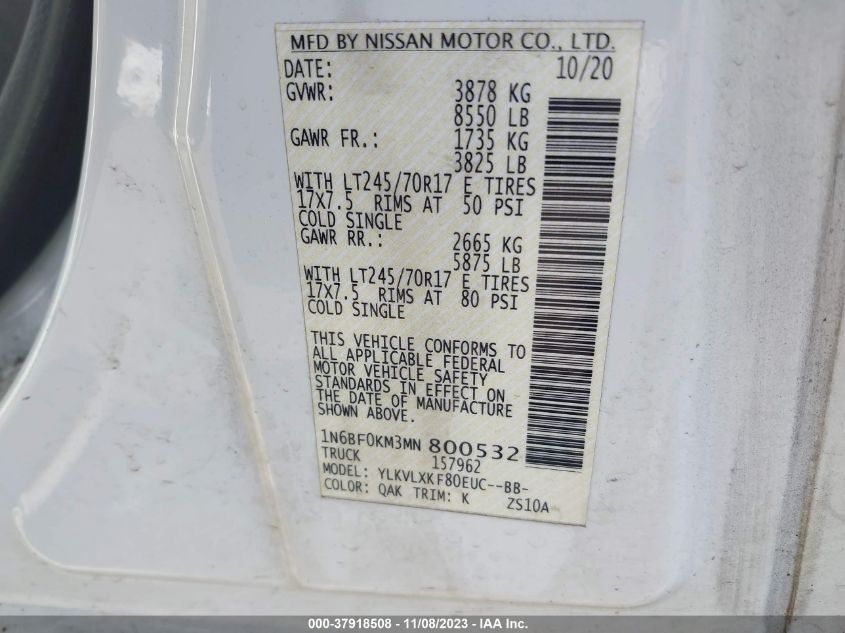 MFD BY NISSAN MOTOR CO., LTD.
DATE: 10/20
GVWR: 3878 KG
8550 LB
GAWR FR.: 1735 KG
3825 LB
WITH LT245/70R17 E TIRES
17X7.5 RIMS AT 50 PSI
COLD SINGLE
GAWR RR.: 2665 KG
5875 LB
WITH LT245/70R17 E TIRES
17X7.5 RIMS AT 80 PSI
COLD SINGLE
THIS VEHICLE CONFORMS TO
ALL APPLICABLE FEDERAL
MOTOR VEHICLE SAFETY
STANDARDS IN EFFECT ON
THE DATE OF MANUFACTURE
SHOWN ABOVE.
1N6BF0KM3MN 800532
TRUCK 157962
MODEL: YLKVLXKF80EUC--BB-
COLOR: QAK TRIM: K ZS10A
000-37918508 - 11/08/2023 - IAA Inc.